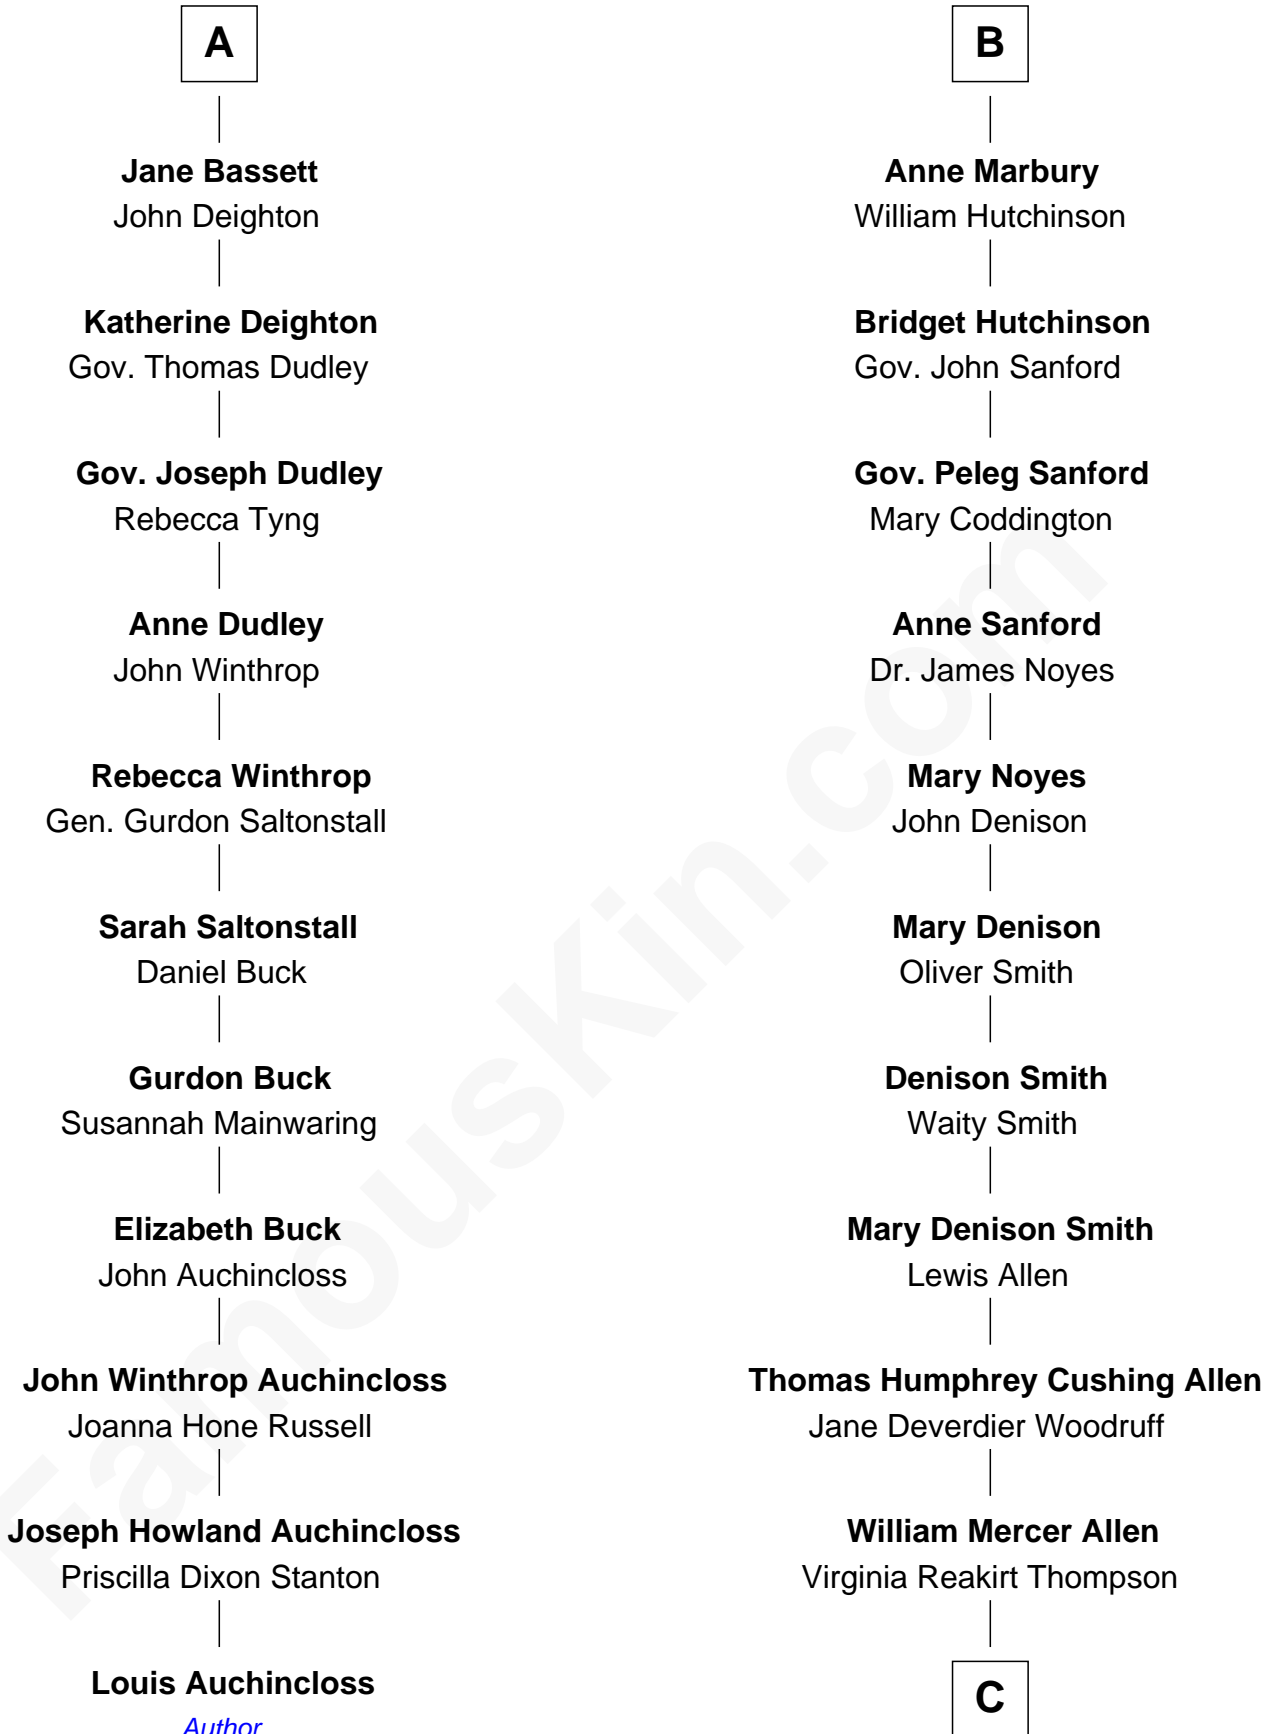 A
Jane Bassett
John Deighton
Katherine Deighton
Gov. Thomas Dudley
Gov. Joseph Dudley
Rebecca Tyng
Anne Dudley
John Winthrop
Rebecca Winthrop
Gen. Gurdon Saltonstall
Sarah Saltonstall
Daniel Buck
Gurdon Buck
Susannah Mainwaring
Elizabeth Buck
John Auchincloss
John Winthrop Auchincloss
Joanna Hone Russell
Joseph Howland Auchincloss
Priscilla Dixon Stanton
Louis Auchincloss
Author
B
Anne Marbury
William Hutchinson
Bridget Hutchinson
Gov. John Sanford
Gov. Peleg Sanford
Mary Coddington
Anne Sanford
Dr. James Noyes
Mary Noyes
John Denison
Mary Denison
Oliver Smith
Denison Smith
Waity Smith
Mary Denison Smith
Lewis Allen
Thomas Humphrey Cushing Allen
Jane Deverdier Woodruff
William Mercer Allen
Virginia Reakirt Thompson
C
FamousKin.com